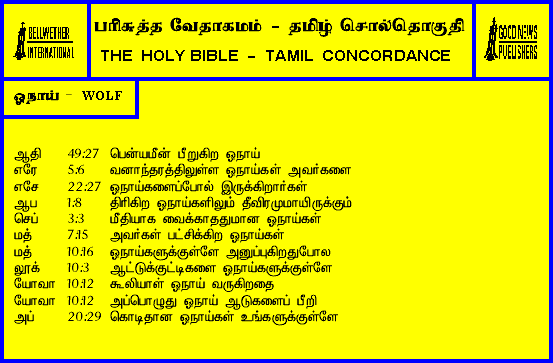 BELLWETHER
INTERNATIONAL
பரிசுத்த வேதாகமம் - தமிழ் சொல்தொகுதி
THE HOLY BIBLE - TAMIL CONCORDANCE
GOOD NEWS
PUBLISHERS
ஓநாய் - WOLF
ஆதி 49:27 பென்யமீன் பீறுகிற ஓநாய்
எரே 5:6 வனாந்தரத்திலுள்ள ஓநாய்கள் அவர்களை
எசே 22:27 ஓநாய்களைப்போல் இருக்கிறார்கள்
ஆப 1:8 திரிகிற ஓநாய்களிலும் தீவிரமுமாயிருக்கும்
செப் 3:3 மீதியாக வைக்காததுமான ஓநாய்கள்
மத் 7:15 அவர்கள் பட்சிக்கிற ஓநாய்கள்
மத் 10:16 ஓநாய்களுக்குள்ளே அனுப்புகிறதுபோல
லூக் 10:3 ஆட்டுக்குட்டிகளை ஓநாய்களுக்குள்ளே
யோவா 10:12 கூலியாள் ஓநாய் வருகிறதை
யோவா 10:12 அப்பொழுது ஓநாய் ஆடுகளைப் பீறி
அப் 20:29 கொடிதான ஓநாய்கள் உங்களுக்குள்ளே